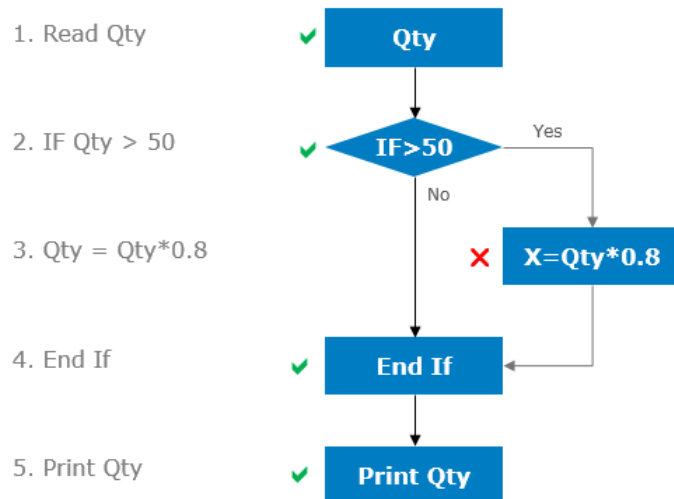 1. Read Qty
Qty
2. IF Qty > 50
IF>50
Yes
No
3. Qty = Qty*0.8
X=Qty*0.8
4. End If
End If
5. Print Qty
Print Qty